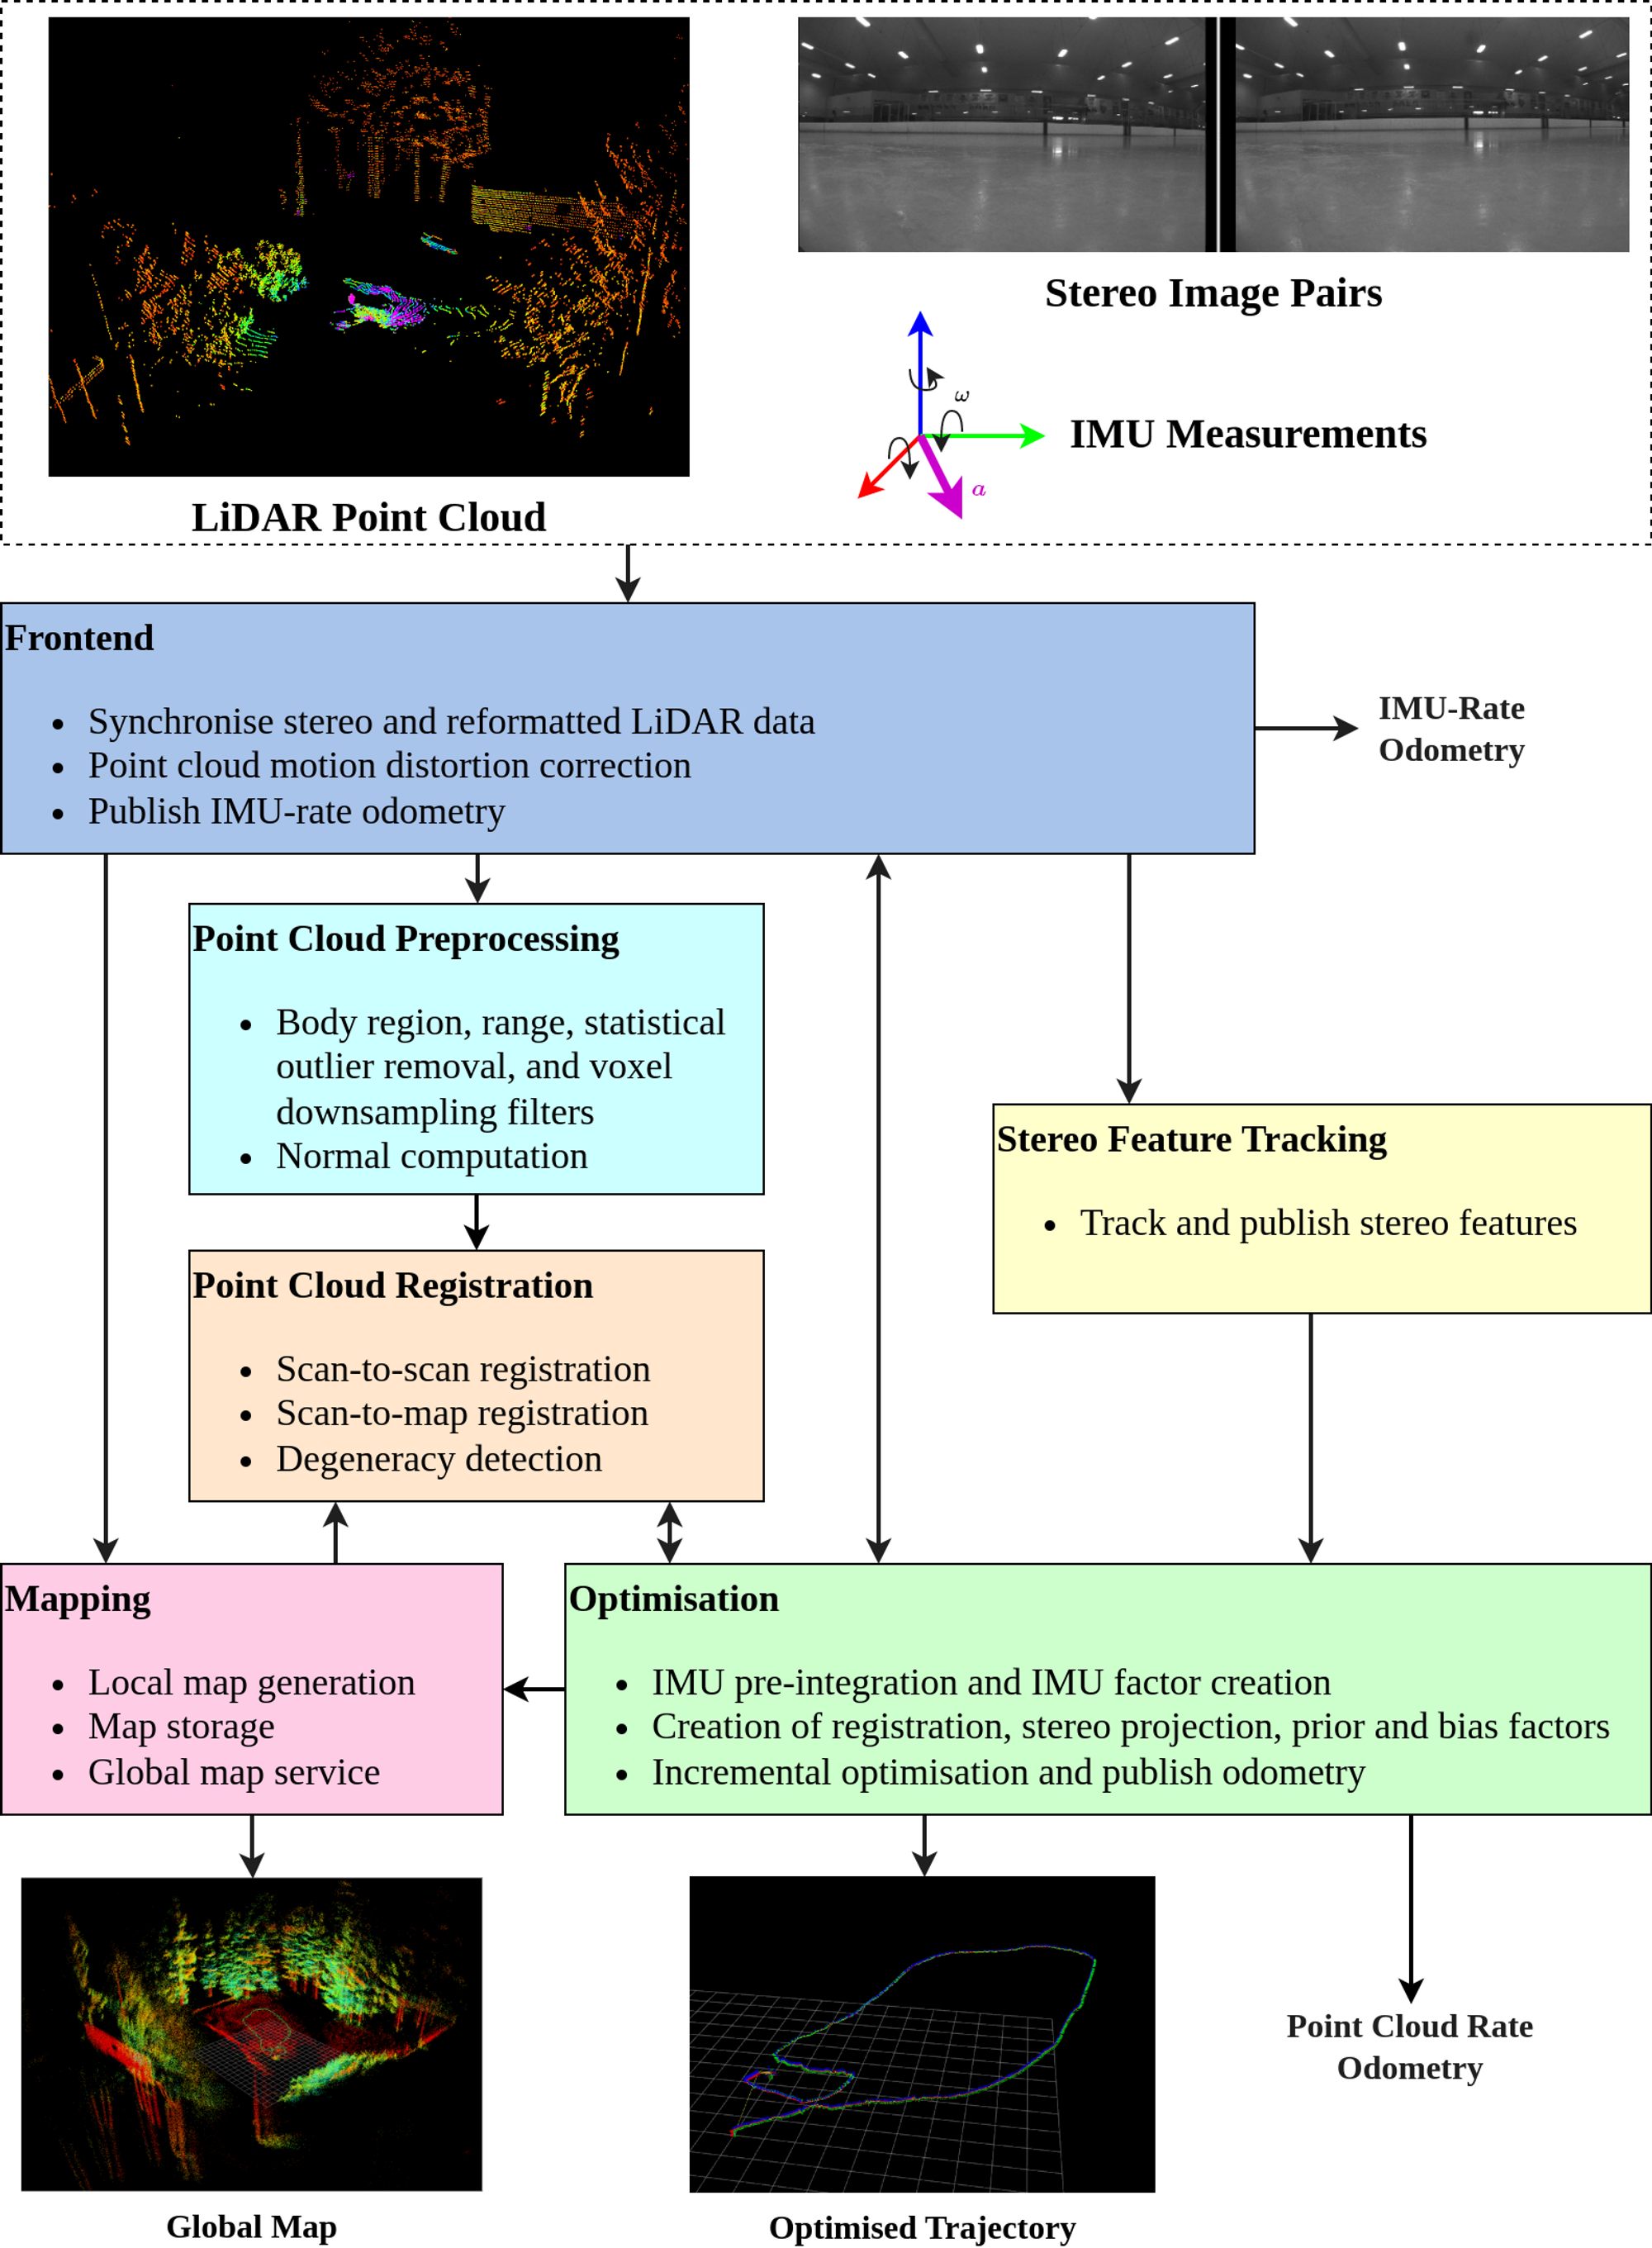 Stereo Image Pairs
ω
IMU Measurements
a
LiDAR Point Cloud
Frontend
• Synchronise stereo and reformatted LiDAR data
• Point cloud motion distortion correction
• Publish IMU-rate odometry
IMU-Rate
Odometry
Point Cloud Preprocessing
• Body region, range, statistical
outlier removal, and voxel
downsampling filters
• Normal computation
Stereo Feature Tracking
• Track and publish stereo features
Point Cloud Registration
• Scan-to-scan registration
• Scan-to-map registration
• Degeneracy detection
Mapping
• Local map generation
• Map storage
• Global map service
Optimisation
• IMU pre-integration and IMU factor creation
• Creation of registration, stereo projection, prior and bias factors
• Incremental optimisation and publish odometry
Point Cloud Rate
Odometry
Global Map
Optimised Trajectory